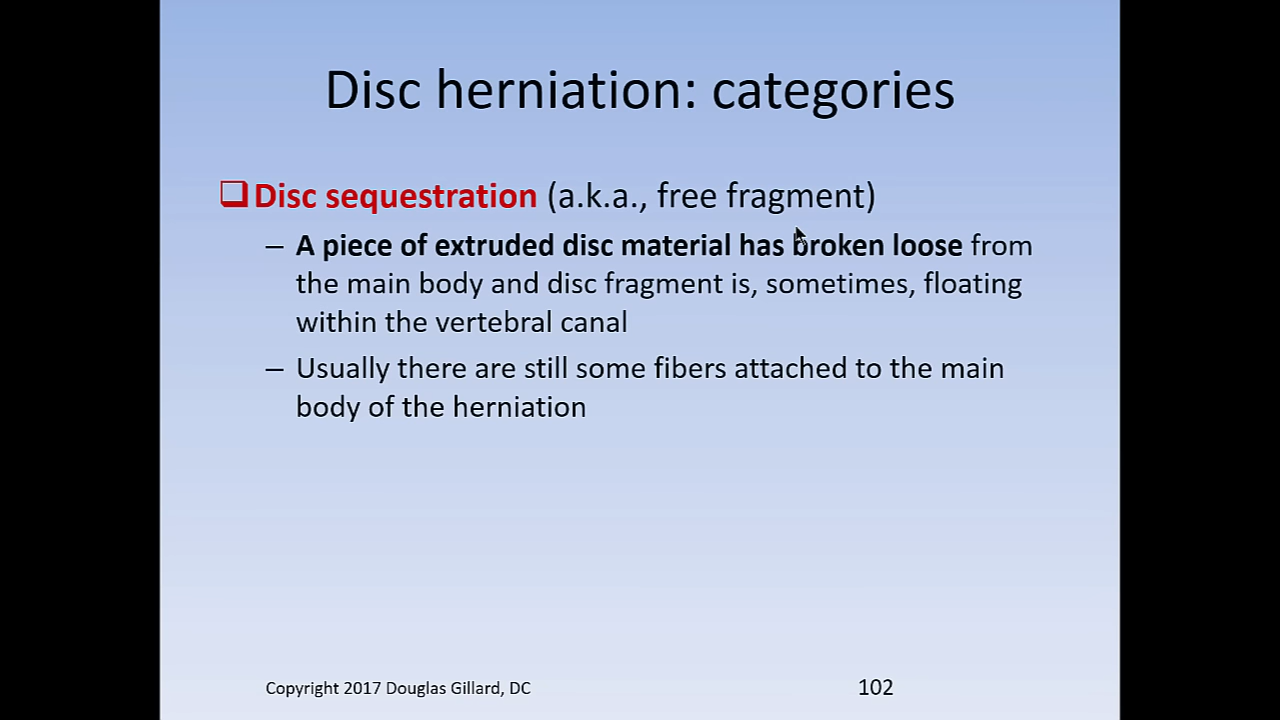 Disc herniation: categories
Disc sequestration (a.k.a., free fragment)
– A piece of extruded disc material has broken loose from
the main body and disc fragment is, sometimes, floating
within the vertebral canal
– Usually there are still some fibers attached to the main
body of the herniation
Copyright 2017 Douglas Gillard, DC
102